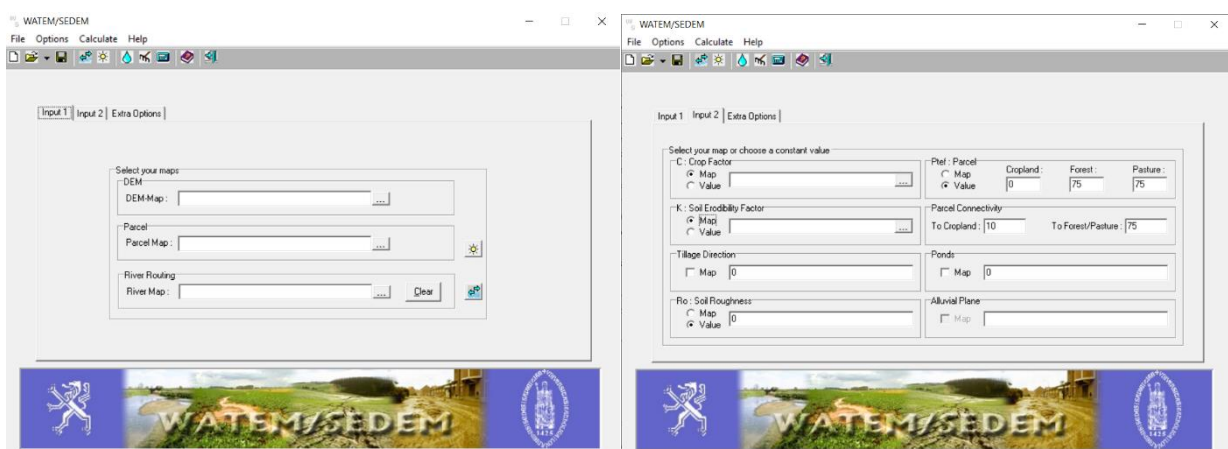 WATEM/SEDEM
File Options Calculate Help
Input 1 Input 2 Extra Options
Select your maps
DEM
DEM-Map :
...
Parcel
Parcel Map :
...
River Routing
River Map :
...
Clear
WATEM/SEDEM
WATEM/SEDEM
File Options Calculate Help
Input 1 Input 2 Extra Options
Select your map or choose a constant value
C : Crop Factor
Map
Value
...
Ptef : Parcel
Map
Value
Cropland : Forest : Pasture :
0 75 75
K : Soil Erodibility Factor
Map
Value
...
Parcel Connectivity
To Cropland : 10 To Forest/Pasture : 75
Tillage Direction
Map 0
Ponds
Map 0
Ro : Soil Roughness
Map
Value
0
Alluvial Plane
Map
WATEM/SEDEM